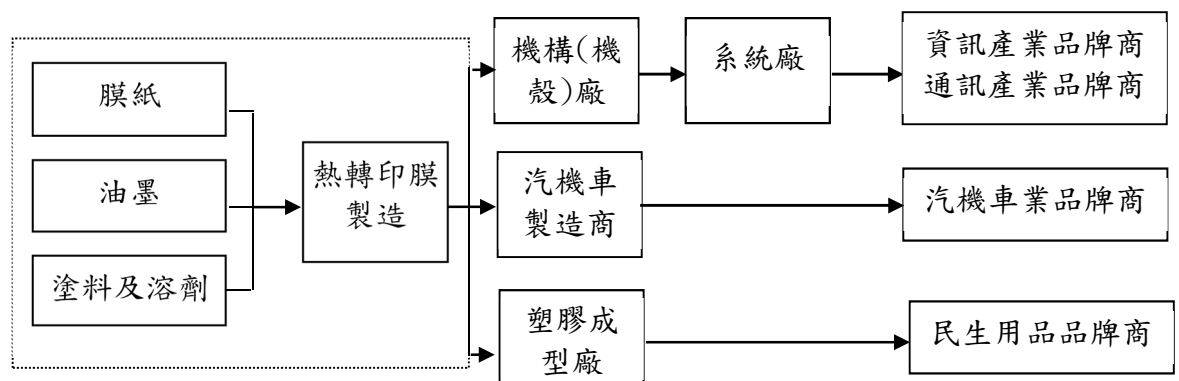 膜紙
油墨
塗料及溶劑
熱轉印膜
製造
機構(機
殼)廠
系統廠
資訊產業品牌商
通訊產業品牌商
汽機車
製造商
汽機車業品牌商
塑膠成
型廠
民生用品品牌商